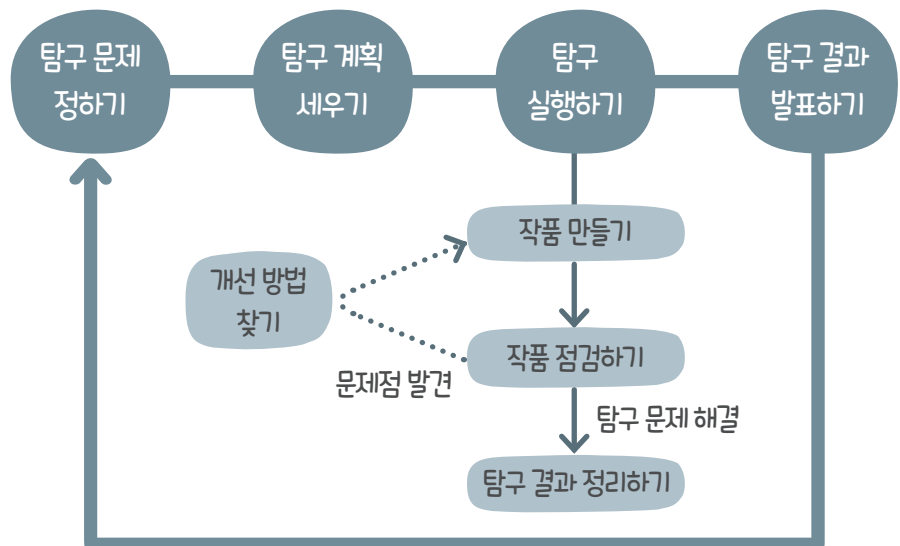 탐구 문제
정하기
탐구 계획
세우기
탐구
실행하기
탐구 결과
발표하기
작품 만들기
개선 방법
찾기
작품 점검하기
문제점 발견
탐구 문제 해결
탐구 결과 정리하기